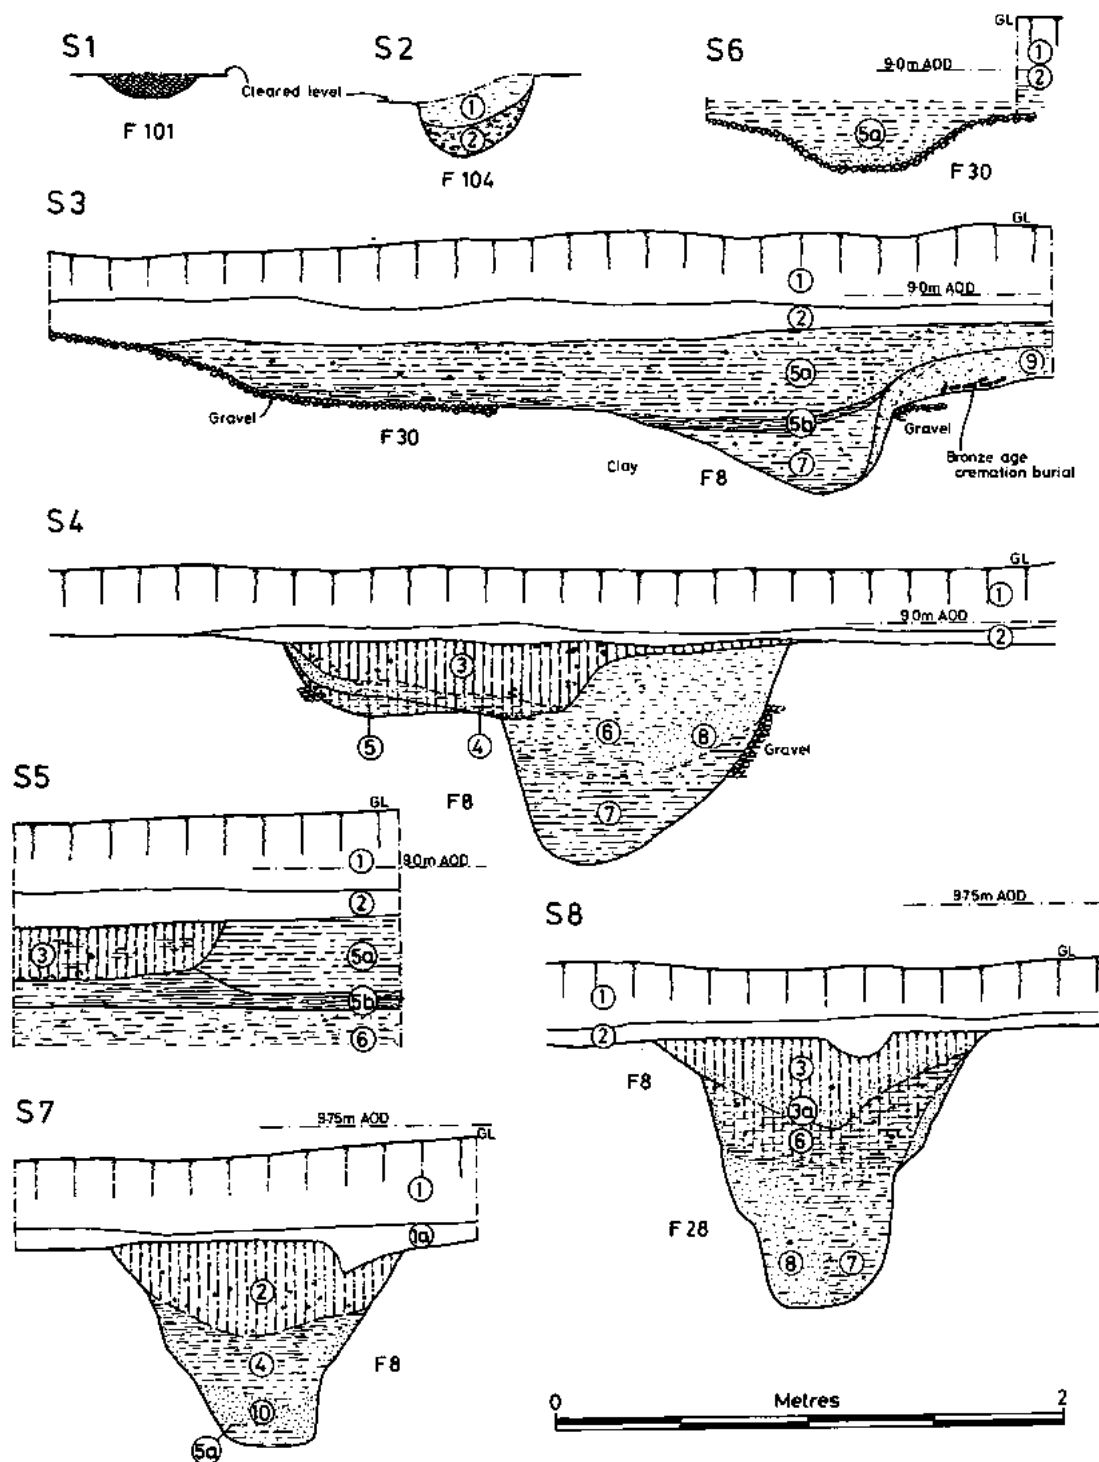 S1
Cleared level
F 101
S2
1
2
F 104
S6
GL
1
9·0m AOD
2
5a
F 30
S3
GL
1
9·0m AOD
2
5a
9
5b
Gravel
F 30
Gravel
7
Clay
F8
Bronze age
cremation burial
S4
GL
1
9·0m AOD
2
3
6
8
5
4
Gravel
F8
7
S5
GL
1
9·0m AOD
2
3
5a
5b
6
S8
9·75m AOD
GL
1
2
3
F8
3a
6
F 28
8
7
S7
9·75m AOD
GL
1
1a
2
4
F8
10
5a
0
Metres
2